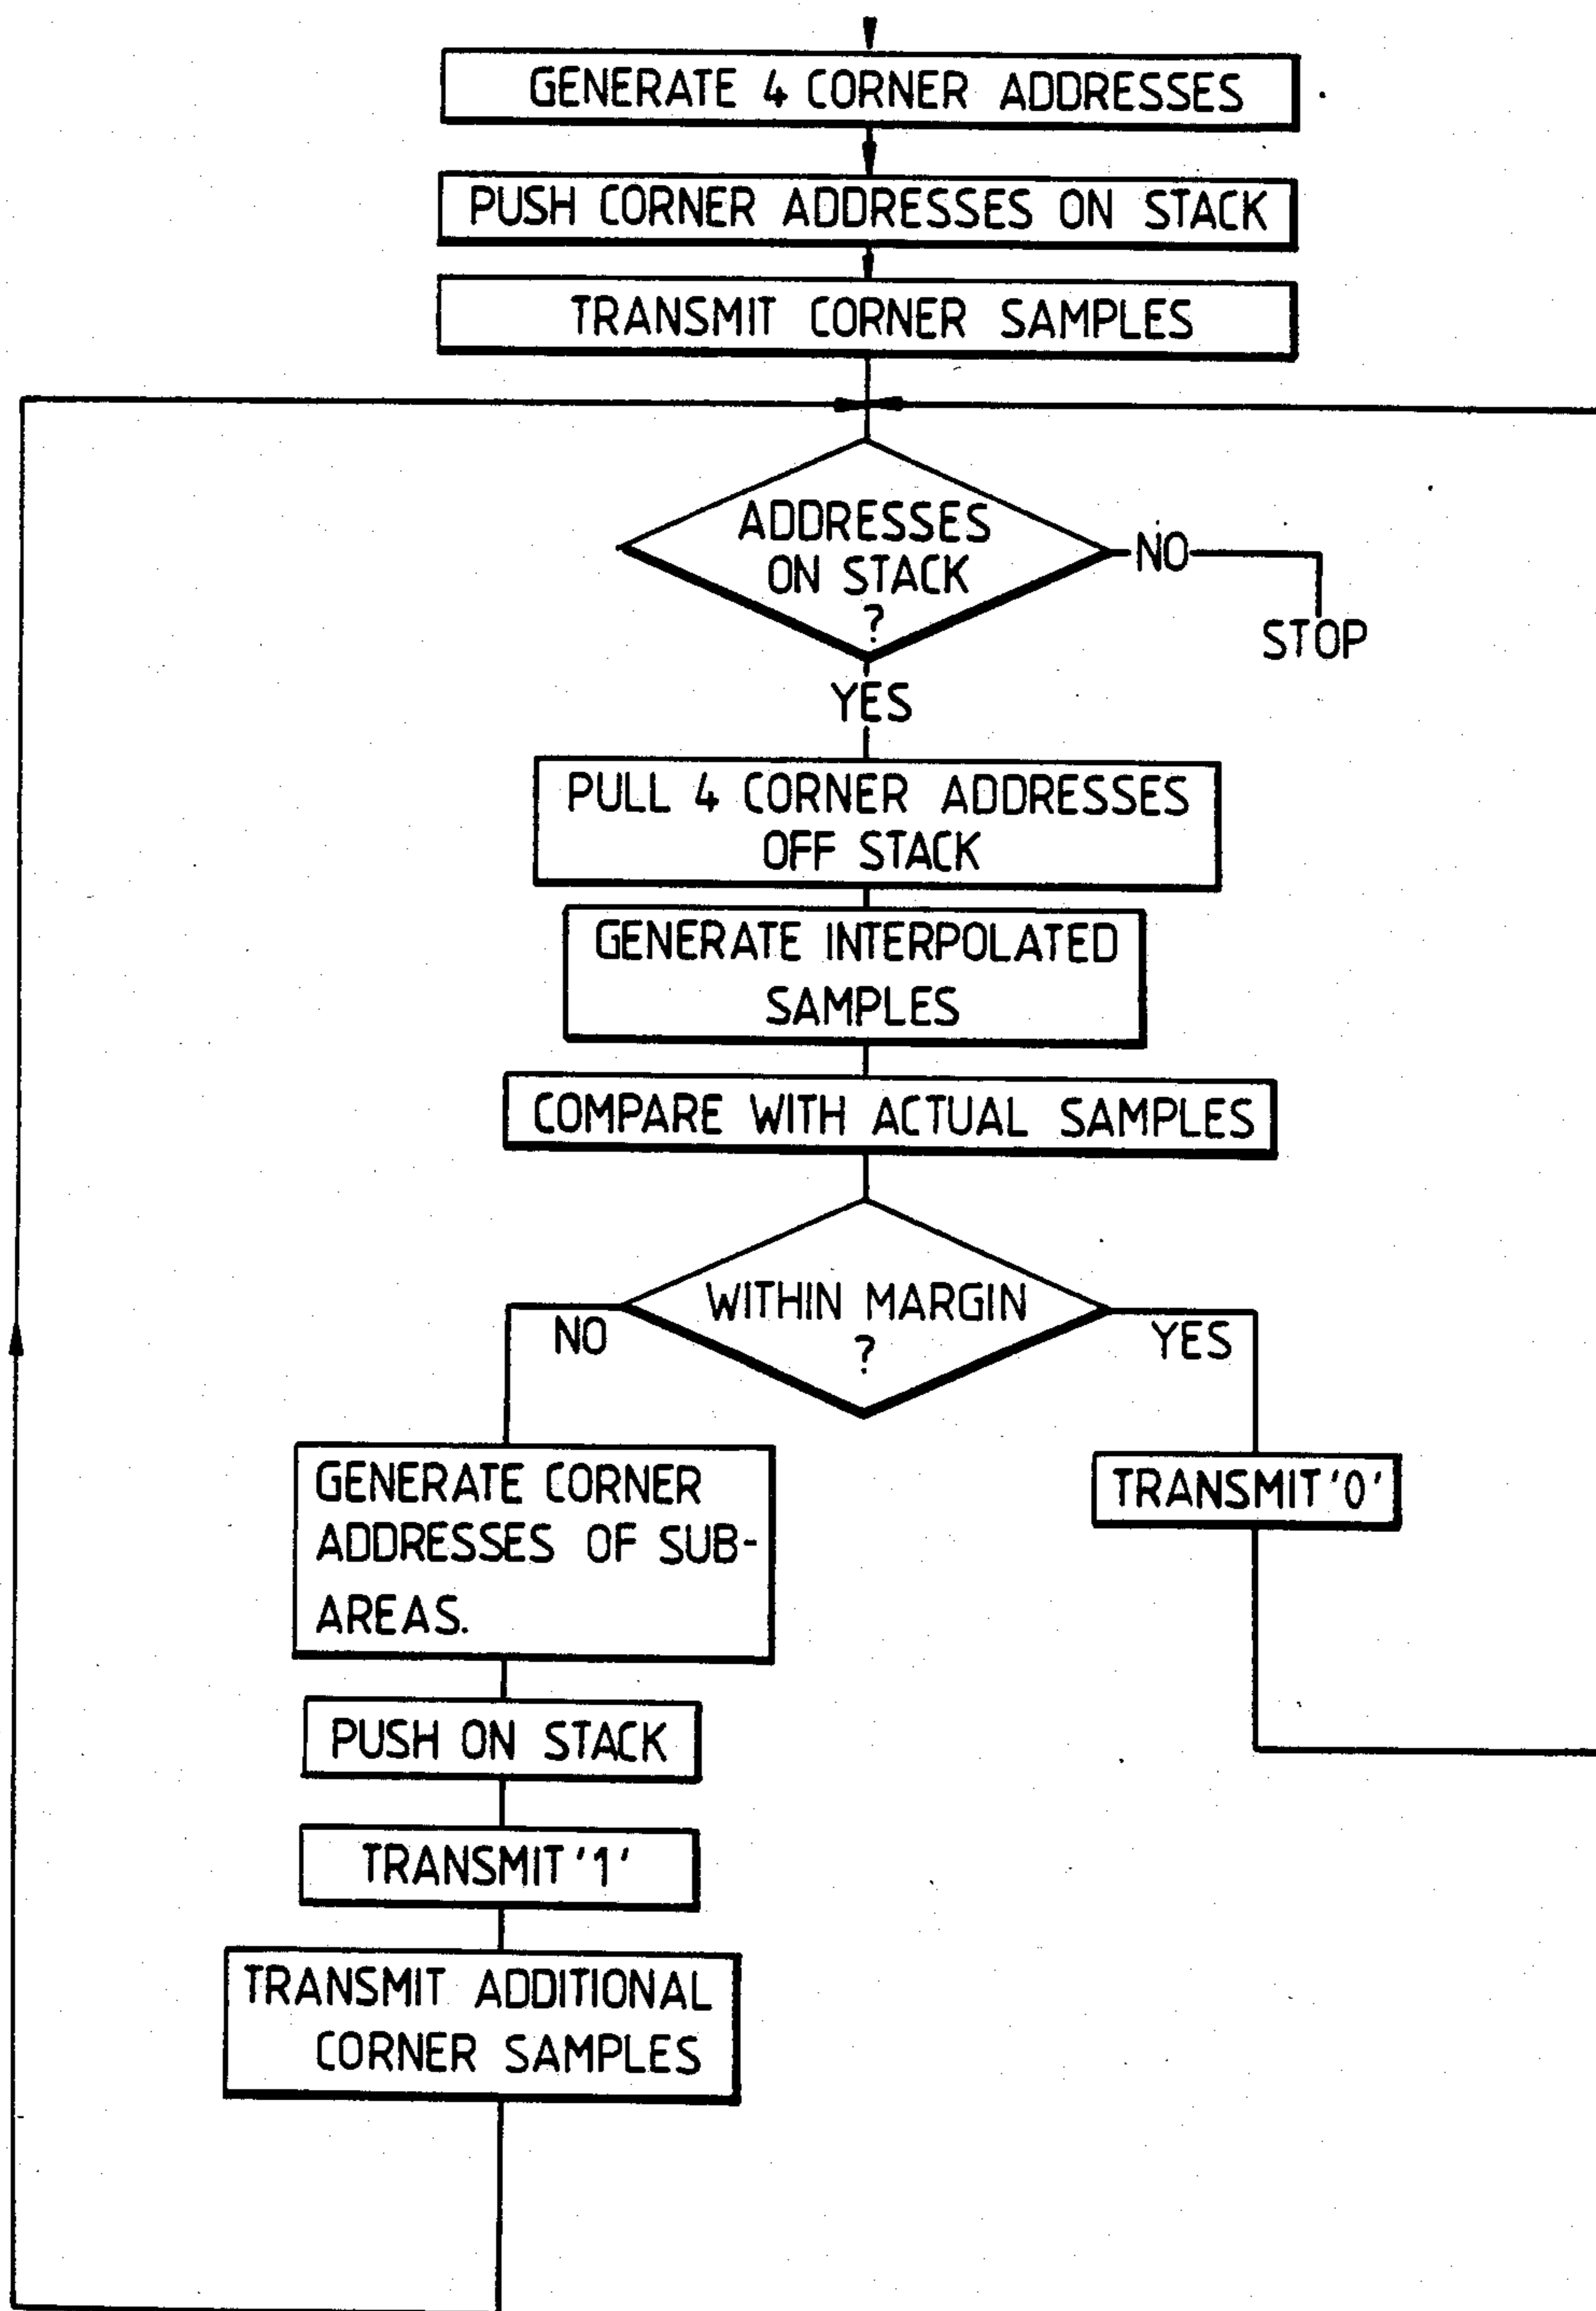 GENERATE 4 CORNER ADDRESSES
PUSH CORNER ADDRESSES ON STACK
TRANSMIT CORNER SAMPLES
ADDRESSES
ON STACK
?
NO
STOP
YES
PULL 4 CORNER ADDRESSES
OFF STACK
GENERATE INTERPOLATED
SAMPLES
COMPARE WITH ACTUAL SAMPLES
WITHIN MARGIN
?
NO
YES
GENERATE CORNER
ADDRESSES OF SUB-
AREAS.
TRANSMIT '0'
PUSH ON STACK
TRANSMIT '1'
TRANSMIT ADDITIONAL
CORNER SAMPLES